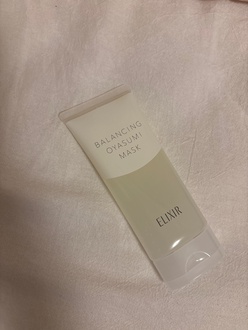 BALANCING
OYASUMI
MASK
ELIXIR